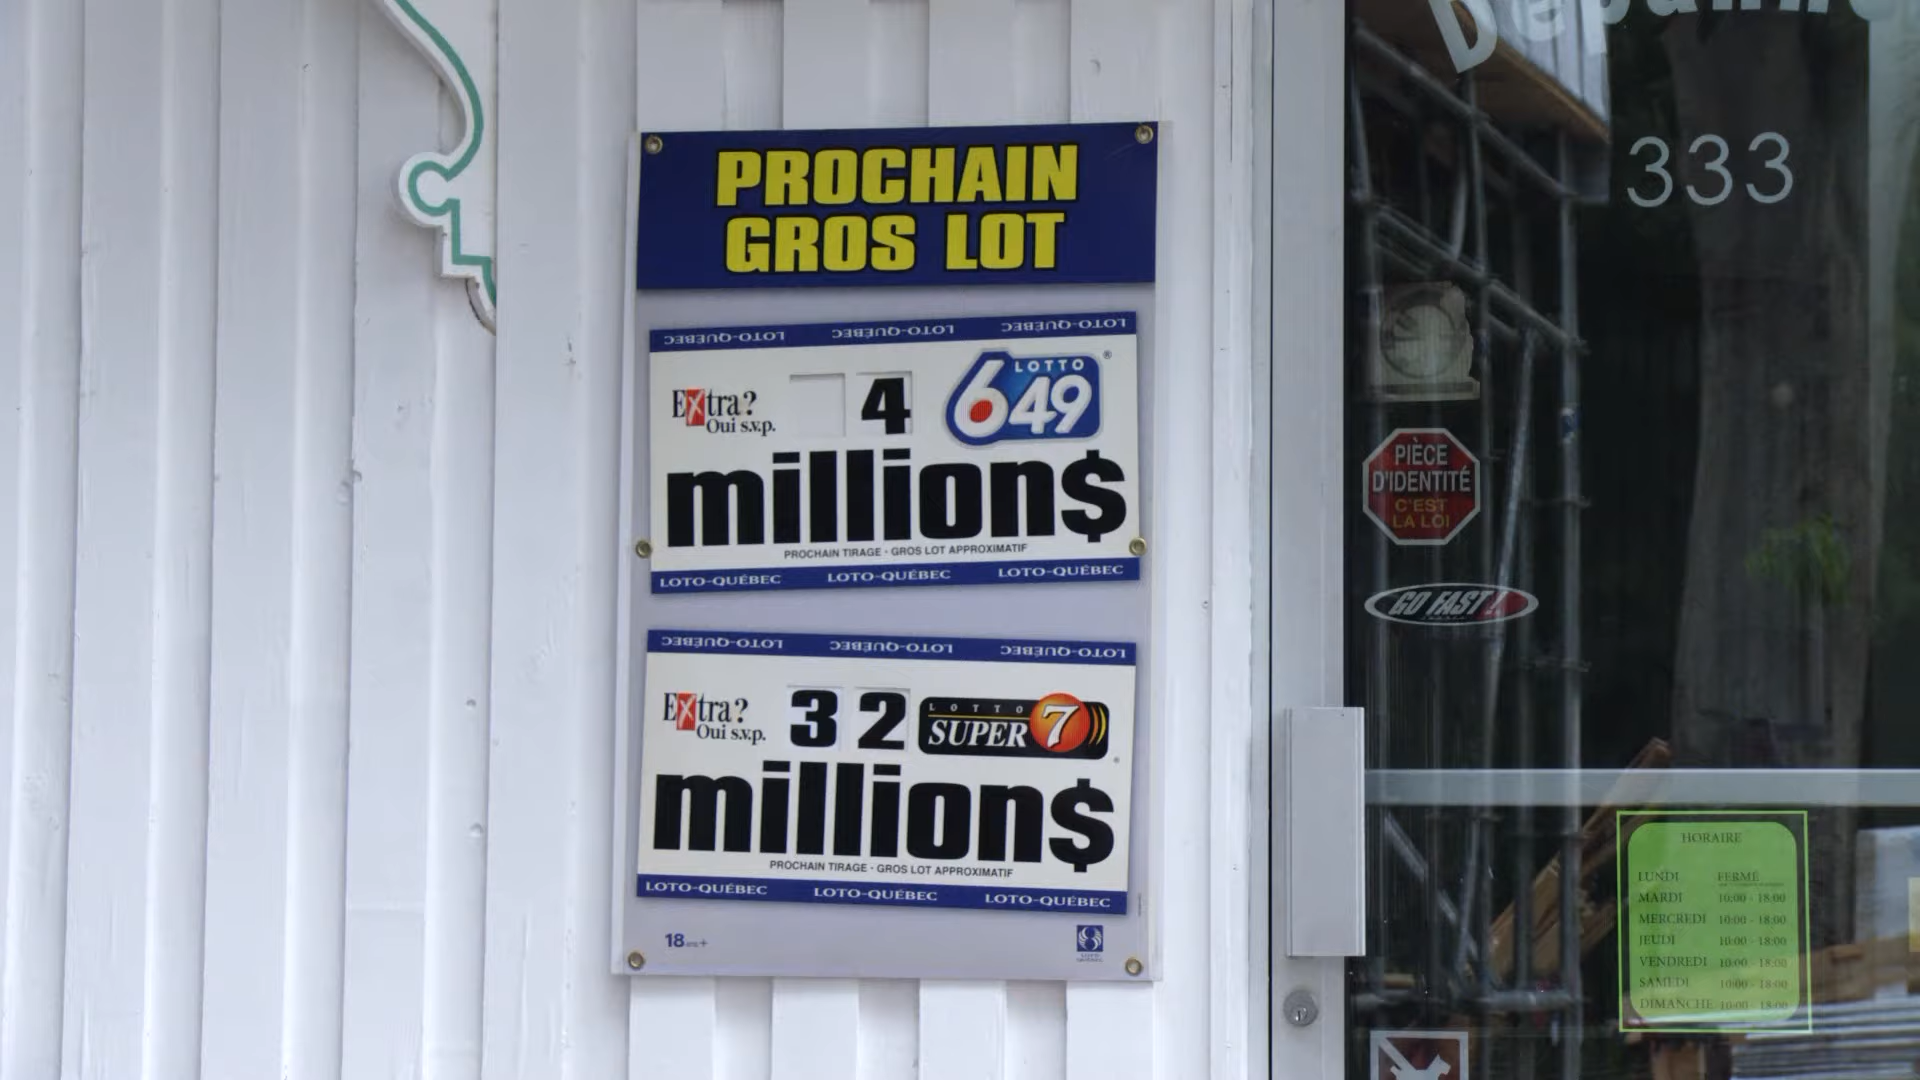 PROCHAIN
GROS LOT
LOTO-QUÉBEC LOTO-QUÉBEC LOTO-QUÉBEC
Extra?
Oui s.v.p.
4
LOTTO
6/49
million$
PROCHAIN TIRAGE - GROS LOT APPROXIMATIF
LOTO-QUÉBEC LOTO-QUÉBEC LOTO-QUÉBEC
LOTO-QUÉBEC LOTO-QUÉBEC LOTO-QUÉBEC
Extra?
Oui s.v.p.
32
LOTTO
SUPER 7
million$
PROCHAIN TIRAGE - GROS LOT APPROXIMATIF
LOTO-QUÉBEC LOTO-QUÉBEC LOTO-QUÉBEC
18 ans +
333
PIÈCE
D'IDENTITÉ
C'EST
LA LOI
GO FAST!
HORAIRE
LUNDI FERMÉ
MARDI 10:00 - 18:00
MERCREDI 10:00 - 18:00
JEUDI 10:00 - 18:00
VENDREDI 10:00 - 18:00
SAMEDI 10:00 - 18:00
DIMANCHE 10:00 - 18:00